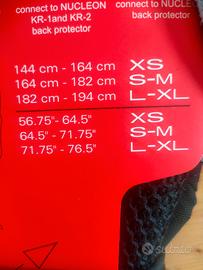 connect to NUCLEON
KR-1and KR-2
back protector
connect to NUCLEON
back protector
144 cm - 164 cm XS
164 cm - 182 cm S-M
182 cm - 194 cm L-XL
56.75"- 64.5" XS
64.5" - 71.75" S-M
71.75" - 76.5" L-XL
Subito.it